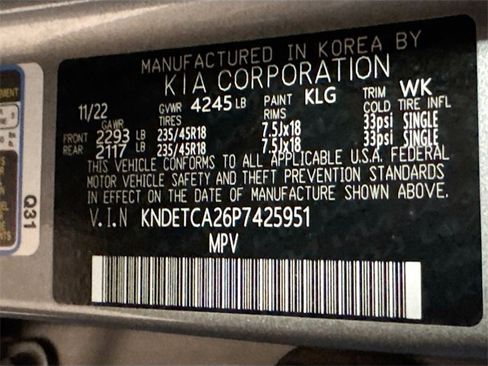 MANUFACTURED IN KOREA BY
KIA CORPORATION
11/22 GVWR 4245 LB PAINT KLG TRIM WK
GAWR TIRES RIMS COLD TIRE INFL
FRONT 2293 LB 235/45R18 7.5Jx18 33psi SINGLE
REAR 2117 LB 235/45R18 7.5Jx18 33psi SINGLE
THIS VEHICLE CONFORMS TO ALL APPLICABLE U.S.A. FEDERAL
MOTOR VEHICLE SAFETY AND THEFT PREVENTION STANDARDS
IN EFFECT ON THE DATE OF MANUFACTURE SHOWN ABOVE.
V.I.N KNDETCA26P7425951
MPV
Q31